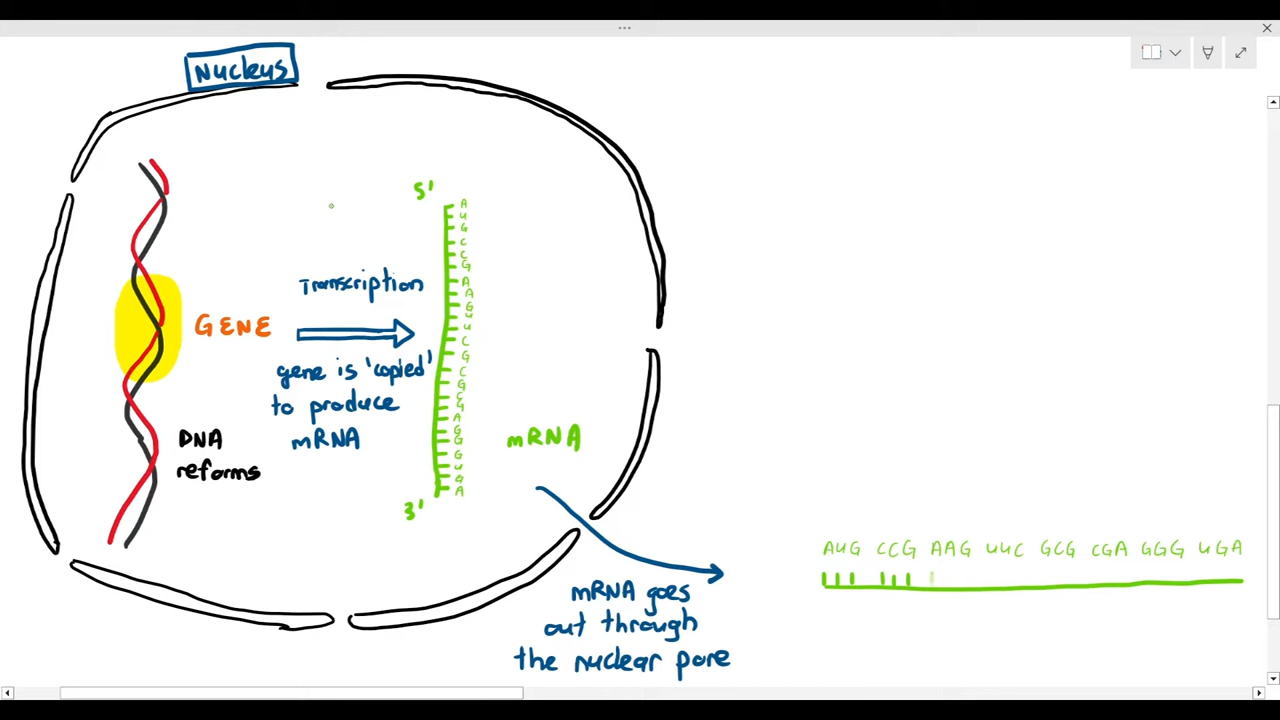 Nucleus
5'
A
U
G
C
C
G
A
A
G
U
U
C
G
C
G
C
G
A
G
G
G
U
G
A
3'
Transcription
GENE
gene is 'copied'
to produce
mRNA
DNA
reforms
mRNA
mRNA goes
out through
the nuclear pore
AUG CCG AAG UUC GCG CGA GGG UGA